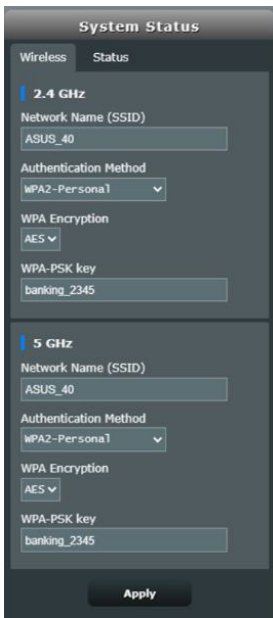 System Status
Wireless Status
2.4 GHz
Network Name (SSID)
ASUS_40
Authentication Method
WPA2-Personal
WPA Encryption
AES
WPA-PSK key
banking_2345
5 GHz
Network Name (SSID)
ASUS_40
Authentication Method
WPA2-Personal
WPA Encryption
AES
WPA-PSK key
banking_2345
Apply